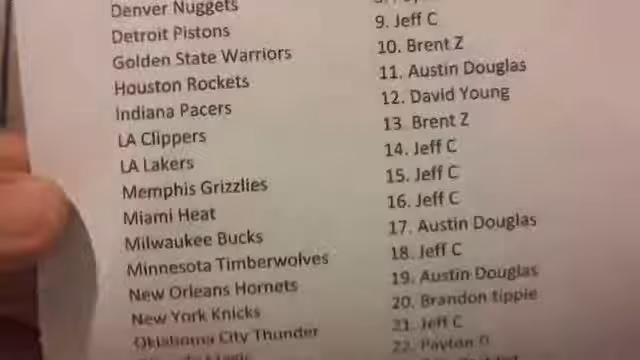 Denver Nuggets
Detroit Pistons
Golden State Warriors
Houston Rockets
Indiana Pacers
LA Clippers
LA Lakers
Memphis Grizzlies
Miami Heat
Milwaukee Bucks
Minnesota Timberwolves
New Orleans Hornets
New York Knicks
Oklahoma City Thunder
9. Jeff C
10. Brent Z
11. Austin Douglas
12. David Young
13. Brent Z
14. Jeff C
15. Jeff C
16. Jeff C
17. Austin Douglas
18. Jeff C
19. Austin Douglas
20. Brandon tippie
21. Jeff C
22. Payton